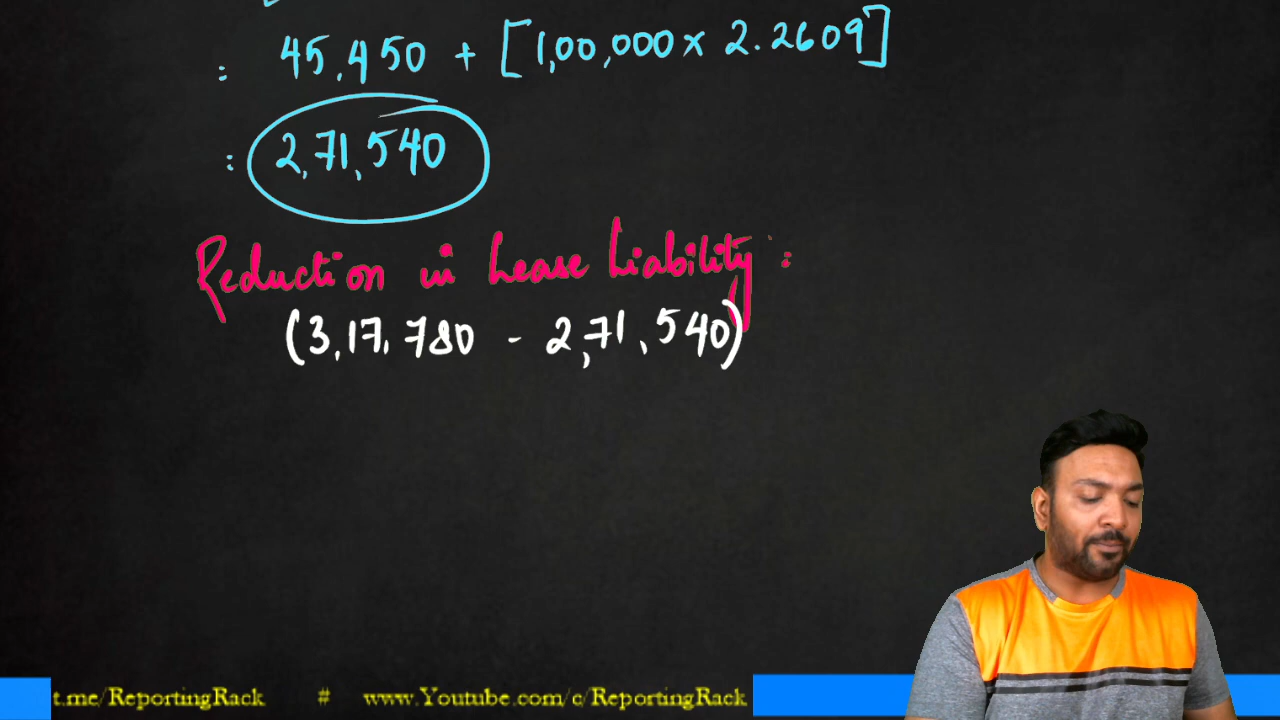 : 45,450 + [1,00,000 × 2.2609]
: 2,71,540
Reduction in Lease Liability :
(3,17,780 - 2,71,540)
t.me/ReportingRack # www.Youtube.com/c/ReportingRack